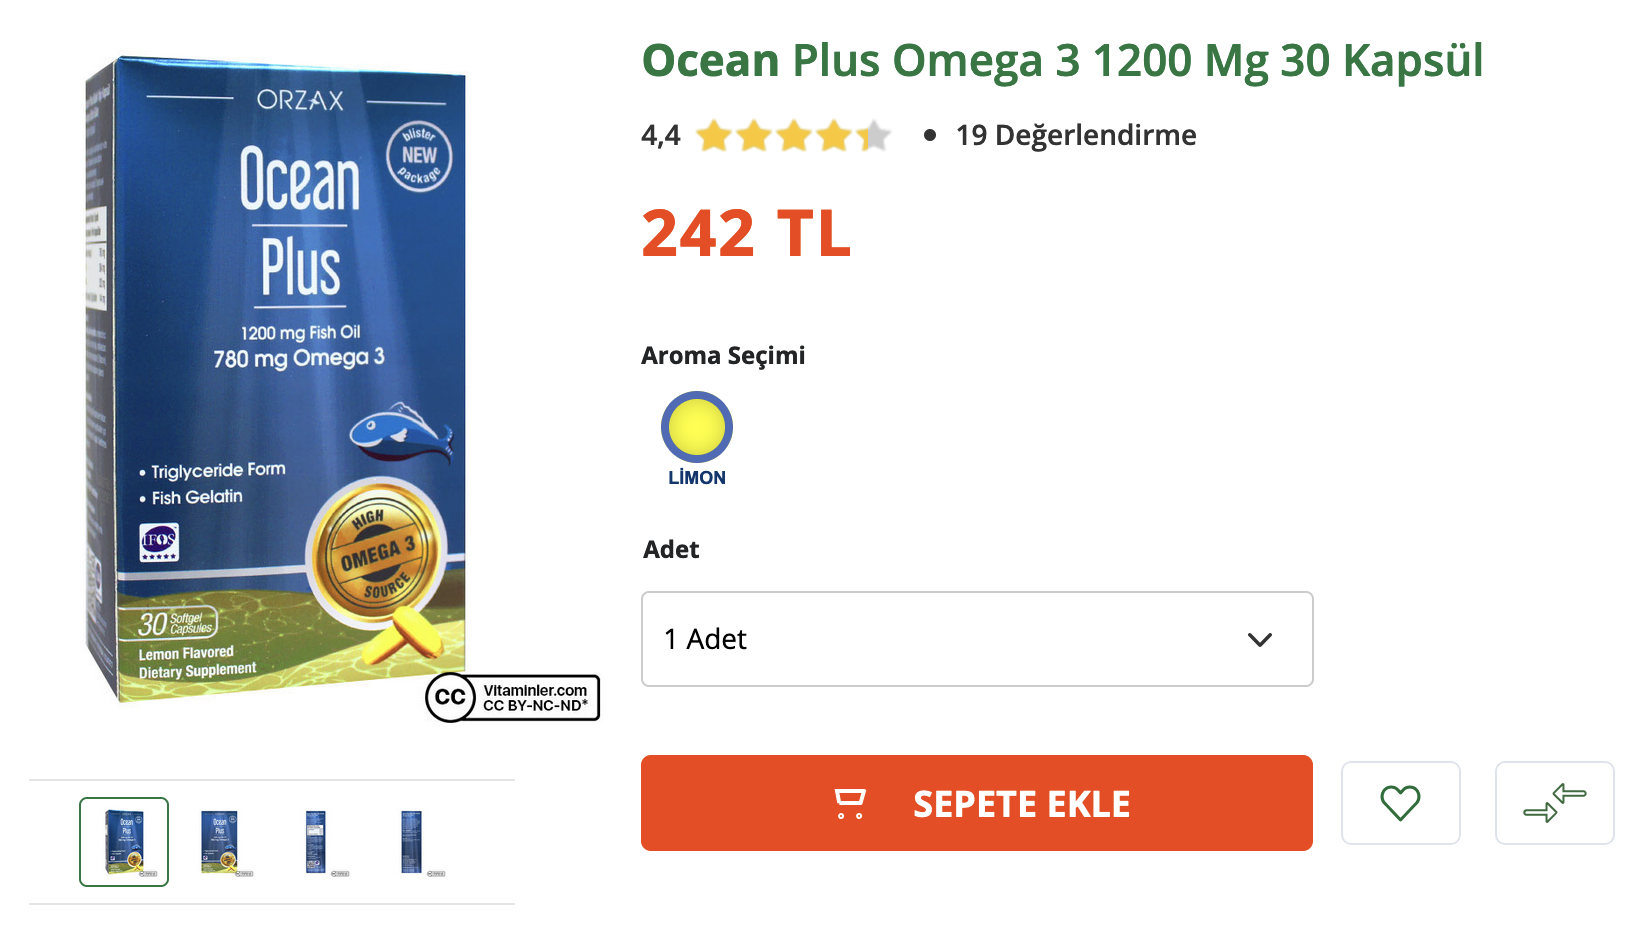 ORZAX
blister
NEW
package
Ocean
Plus
1200 mg Fish Oil
780 mg Omega 3
• Triglyceride Form
• Fish Gelatin
IFOS
HIGH
OMEGA 3
SOURCE
30 Softgel Capsules
Lemon Flavored
Dietary Supplement
CC
Vitaminler.com
CC BY-NC-ND*
Ocean Plus Omega 3 1200 Mg 30 Kapsül
4,4 • 19 Değerlendirme
242 TL
Aroma Seçimi
LİMON
Adet
1 Adet
SEPETE EKLE